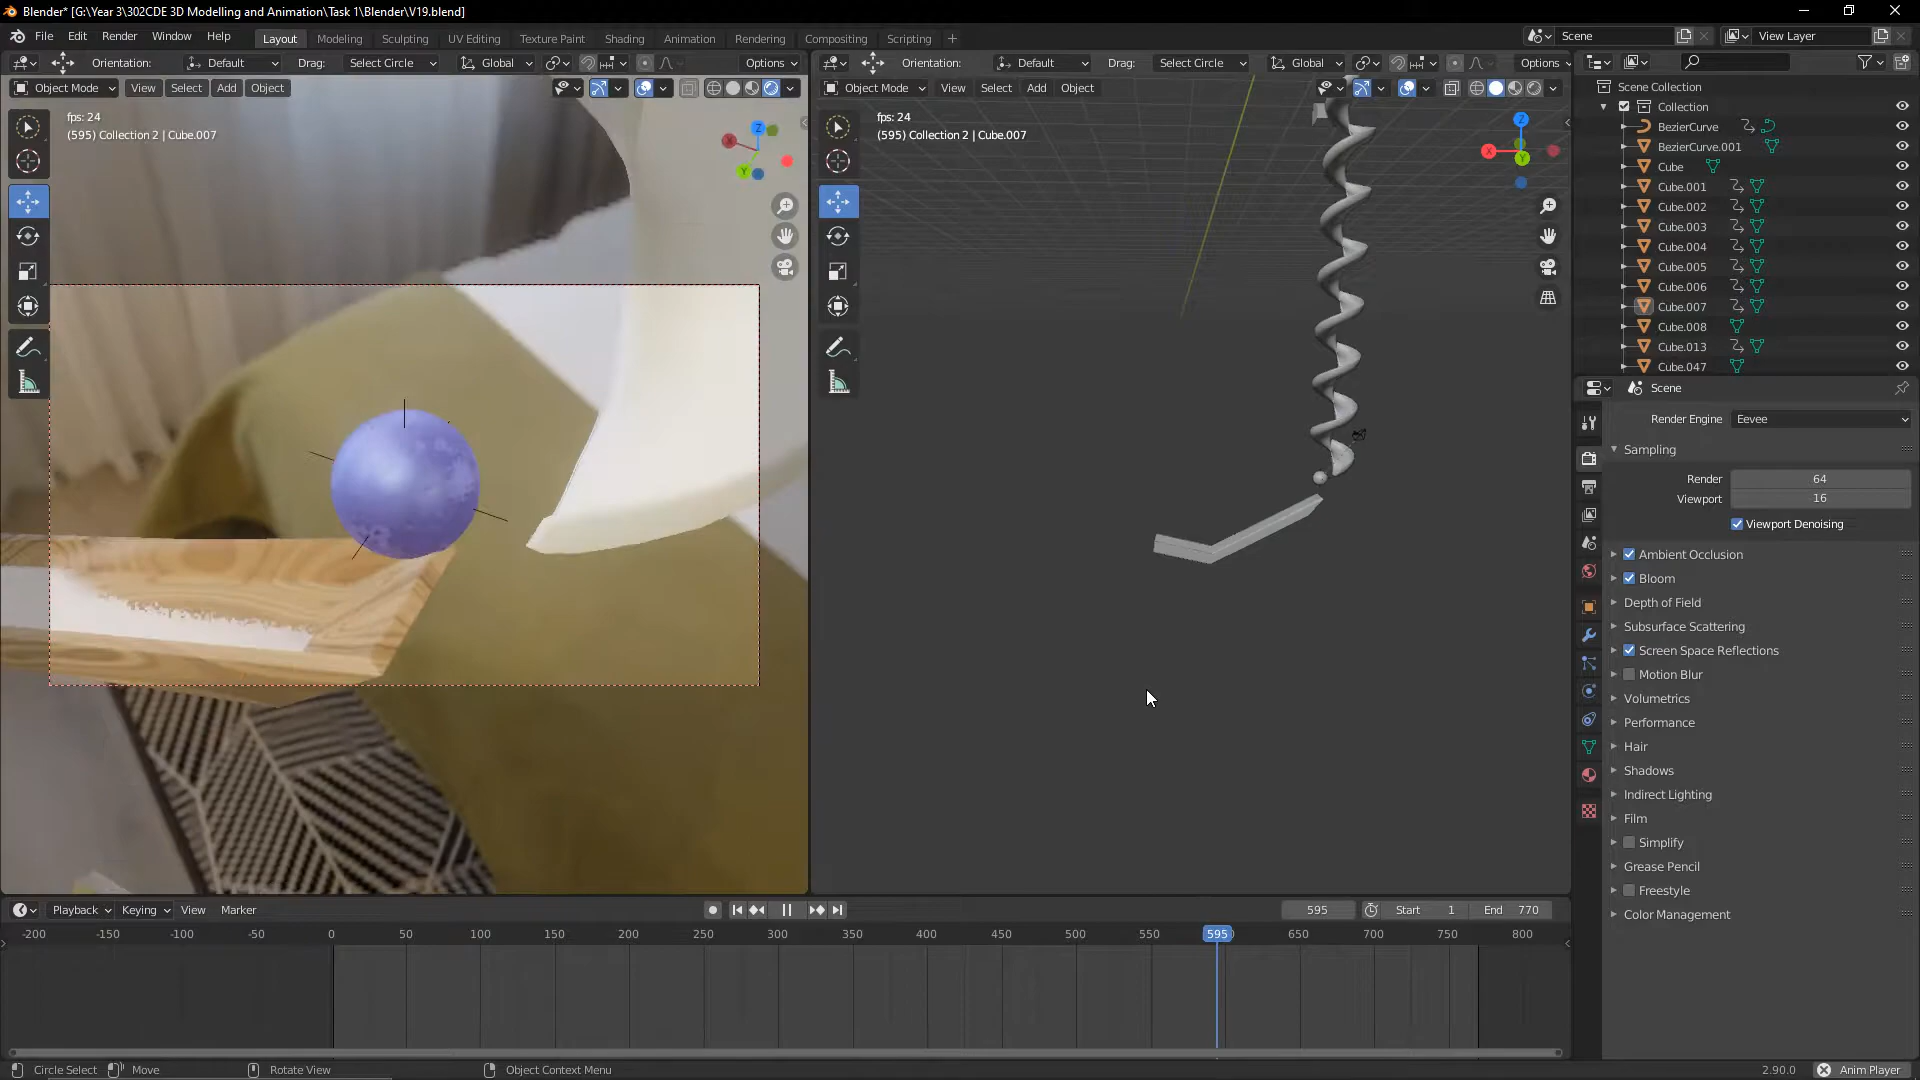 Blender* [G:\Year 3\302CDE 3D Modelling and Animation\Task 1\Blender\V19.blend]
File Edit Render Window Help
Layout Modeling Sculpting UV Editing Texture Paint Shading Animation Rendering Compositing Scripting +
Scene
View Layer
Orientation: Default Drag: Select Circle Global Options
Orientation: Default Drag: Select Circle Global Options
Object Mode View Select Add Object
Object Mode View Select Add Object
fps: 24
(595) Collection 2 | Cube.007
fps: 24
(595) Collection 2 | Cube.007
Z
X
Y
Z
Y
Scene Collection
Collection
BezierCurve
BezierCurve.001
Cube
Cube.001
Cube.002
Cube.003
Cube.004
Cube.005
Cube.006
Cube.007
Cube.008
Cube.013
Cube.047
Scene
Render Engine Eevee
Sampling
Render 64
Viewport 16
Viewport Denoising
Ambient Occlusion
Bloom
Depth of Field
Subsurface Scattering
Screen Space Reflections
Motion Blur
Volumetrics
Performance
Hair
Shadows
Indirect Lighting
Film
Simplify
Grease Pencil
Freestyle
Color Management
Playback Keying View Marker
595 Start 1 End 770
-200 -150 -100 -50 0 50 100 150 200 250 300 350 400 450 500 550 595 650 700 750 800
Circle Select Move Rotate View Object Context Menu
2.90.0 Anim Player